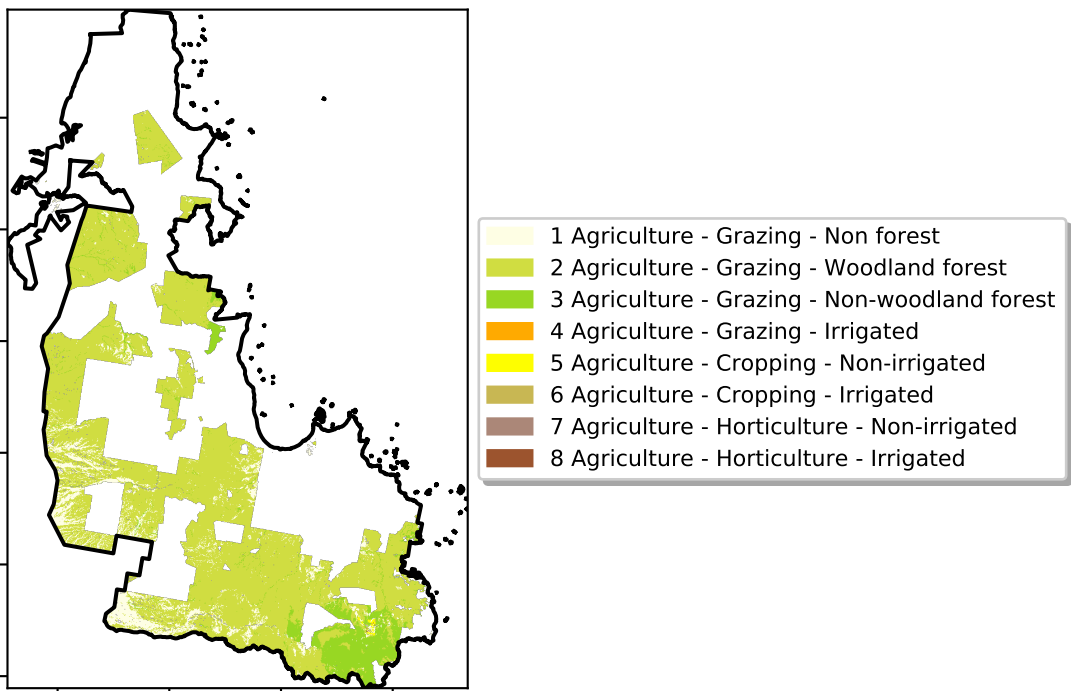 1 Agriculture - Grazing - Non forest
2 Agriculture - Grazing - Woodland forest
3 Agriculture - Grazing - Non-woodland forest
4 Agriculture - Grazing - Irrigated
5 Agriculture - Cropping - Non-irrigated
6 Agriculture - Cropping - Irrigated
7 Agriculture - Horticulture - Non-irrigated
8 Agriculture - Horticulture - Irrigated